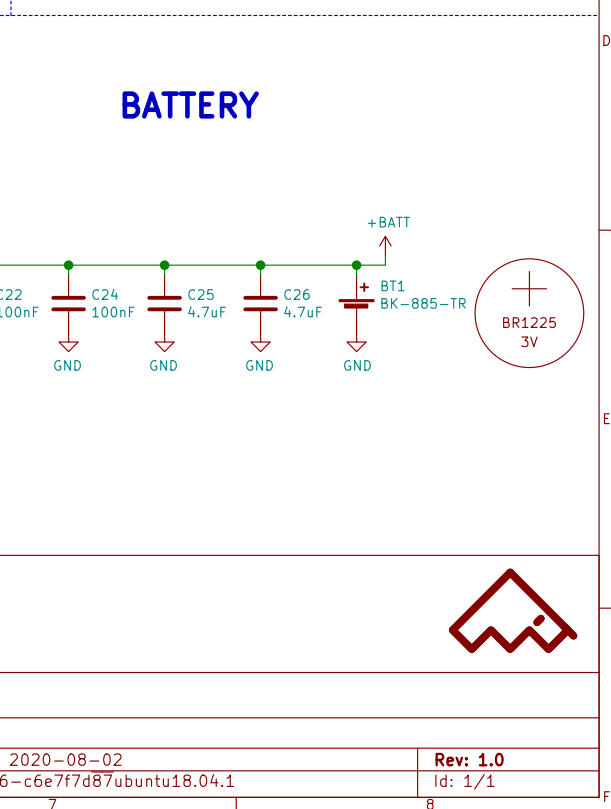 D
BATTERY
+BATT
C22
100nF
C24
100nF
C25
4.7uF
C26
4.7uF
+
BT1
BK-885-TR
BR1225
3V
GND
GND
GND
GND
E
2020-08-02
Rev: 1.0
6-c6e7f7d87ubuntu18.04.1
Id: 1/1
7
8
F